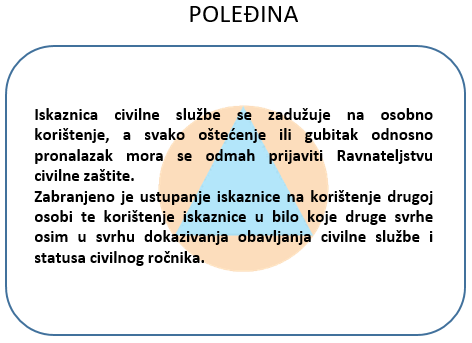 POLEĐINA
Iskaznica civilne službe se zadužuje na osobno
korištenje, a svako oštećenje ili gubitak odnosno
pronalazak mora se odmah prijaviti Ravnateljstvu
civilne zaštite.
Zabranjeno je ustupanje iskaznice na korištenje drugoj
osobi te korištenje iskaznice u bilo koje druge svrhe
osim u svrhu dokazivanja obavljanja civilne službe i
statusa civilnog ročnika.